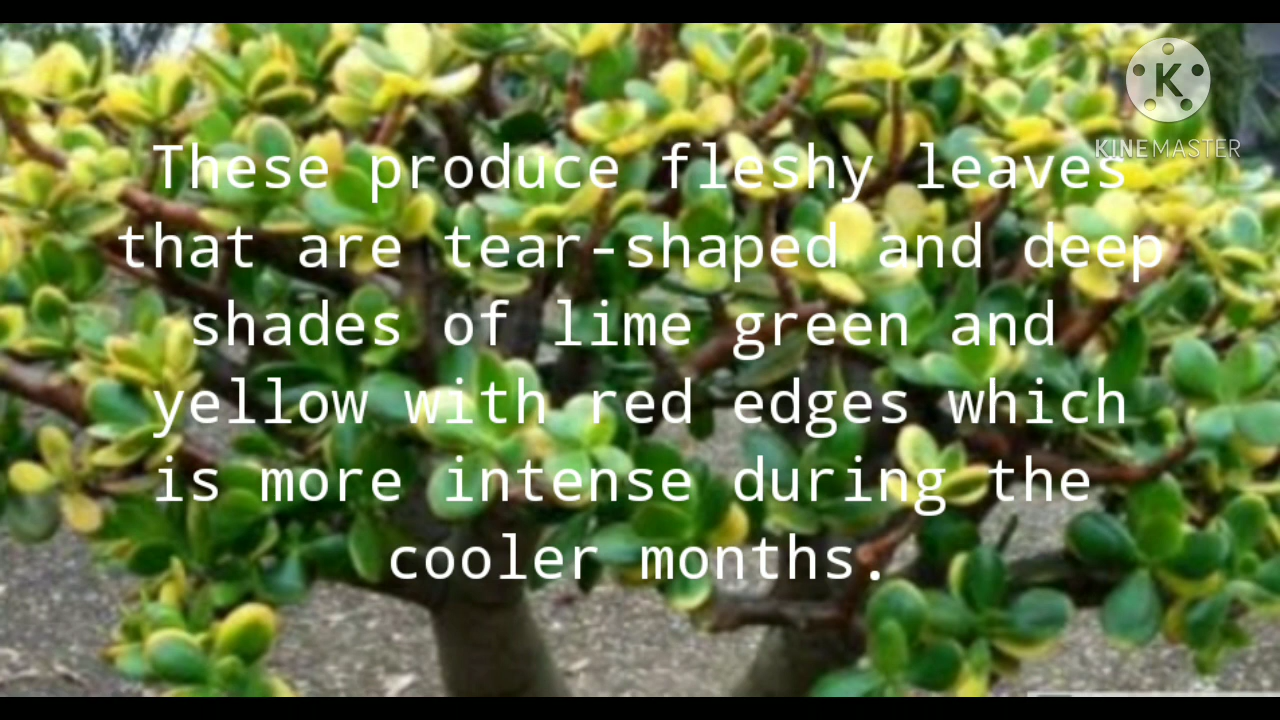 K
KINEMASTER
These produce fleshy leaves
that are tear-shaped and deep
shades of lime green and
yellow with red edges which
is more intense during the
cooler months.